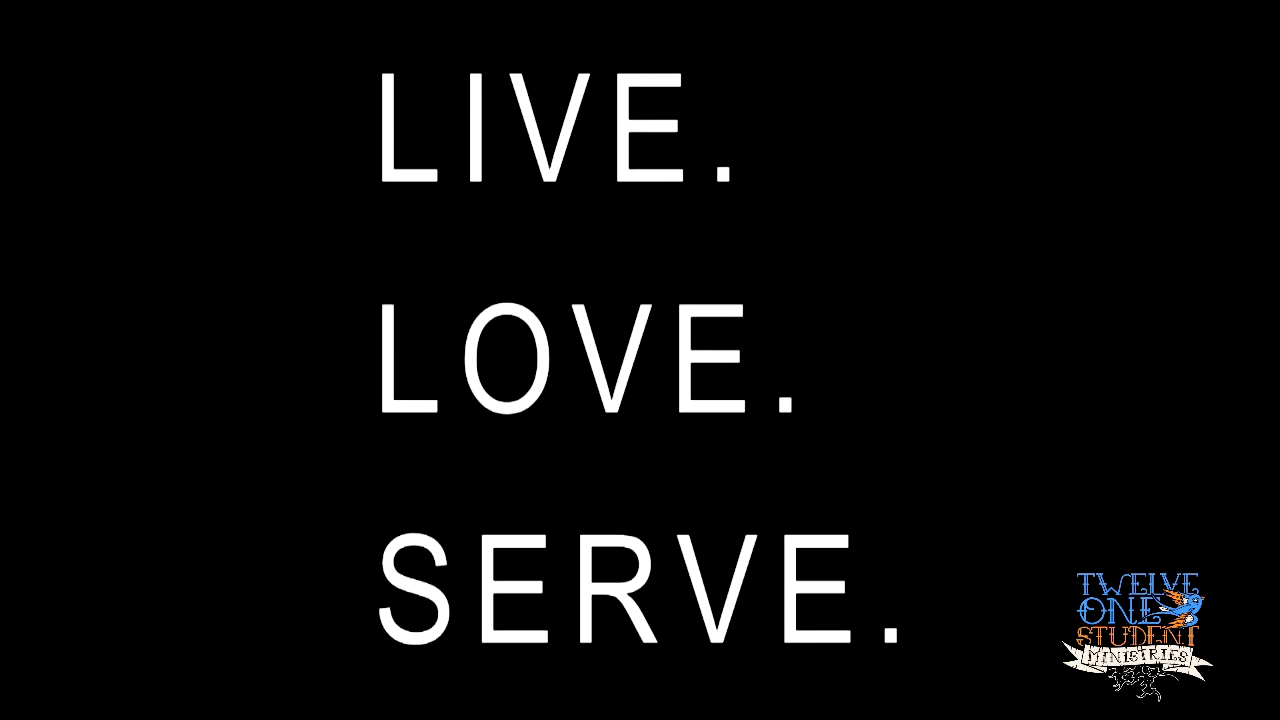 LIVE.
LOVE.
SERVE.
TWELVE
ONE
STUDENT
MINISTRIES